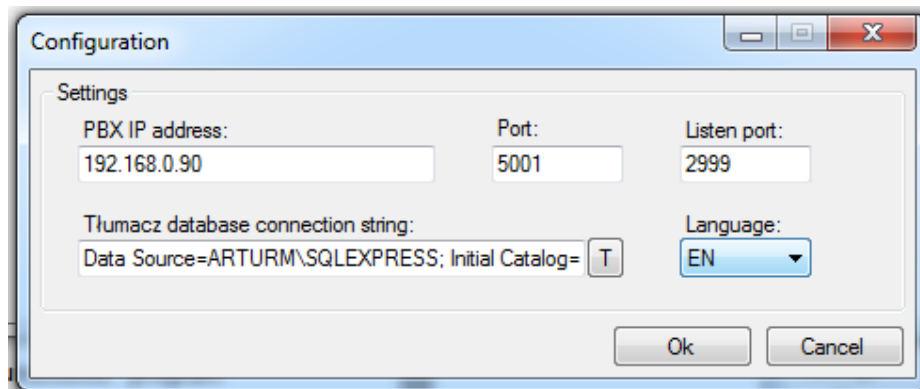 Configuration
Settings
PBX IP address:
Port:
Listen port:
192.168.0.90
5001
2999
Tłumacz database connection string:
Language:
Data Source=ARTURM\SQLEXPRESS; Initial Catalog=
T
EN
Ok
Cancel